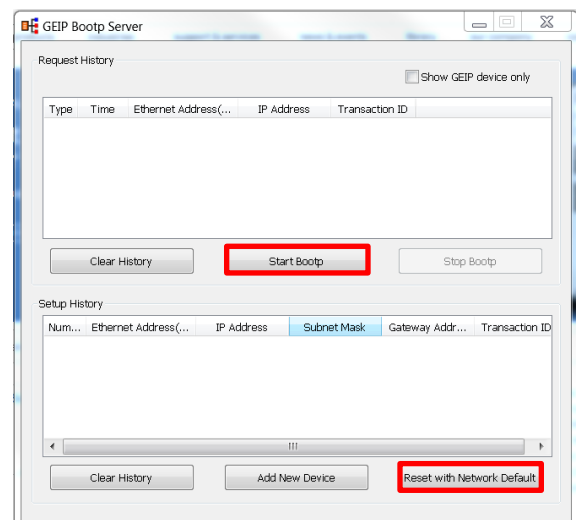 GEIP Bootp Server
Request History
Show GEIP device only
Type Time Ethernet Address(... IP Address Transaction ID
Clear History Start Bootp Stop Bootp
Setup History
Num... Ethernet Address(... IP Address Subnet Mask Gateway Addr... Transaction ID
Clear History Add New Device Reset with Network Default